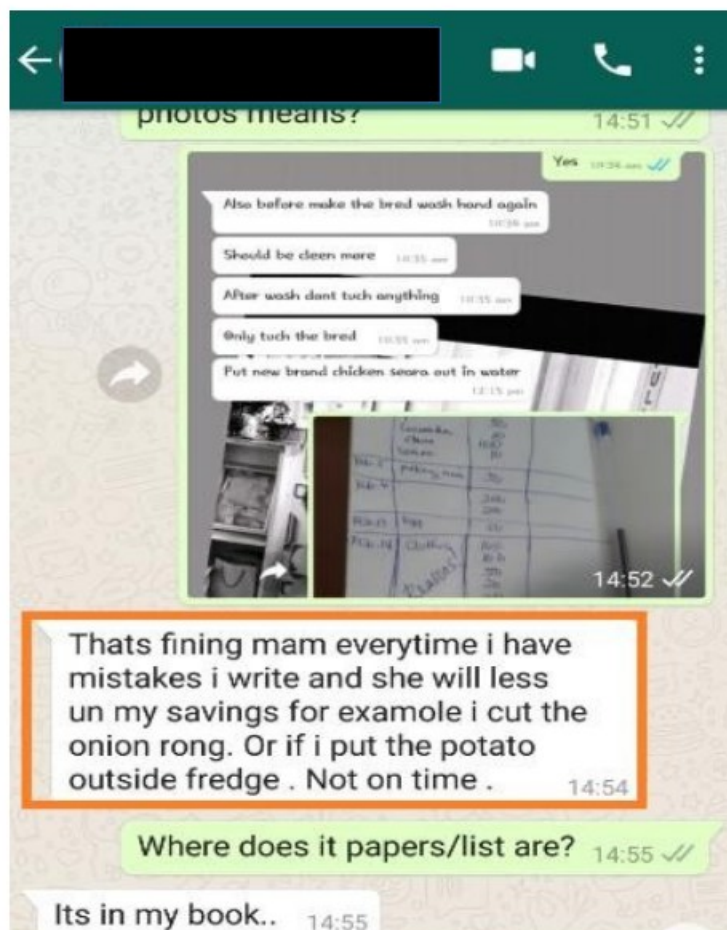 photos means?
14:51
Yes
Also before make the bred wash hand again
Should be cleen more
After wash dont tuch anything
Only tuch the bred
Put new brand chicken seara out in water
Clothing
14:52
Thats fining mam everytime i have
mistakes i write and she will less
un my savings for examole i cut the
onion rong. Or if i put the potato
outside fredge . Not on time .
14:54
Where does it papers/list are?
14:55
Its in my book..
14:55